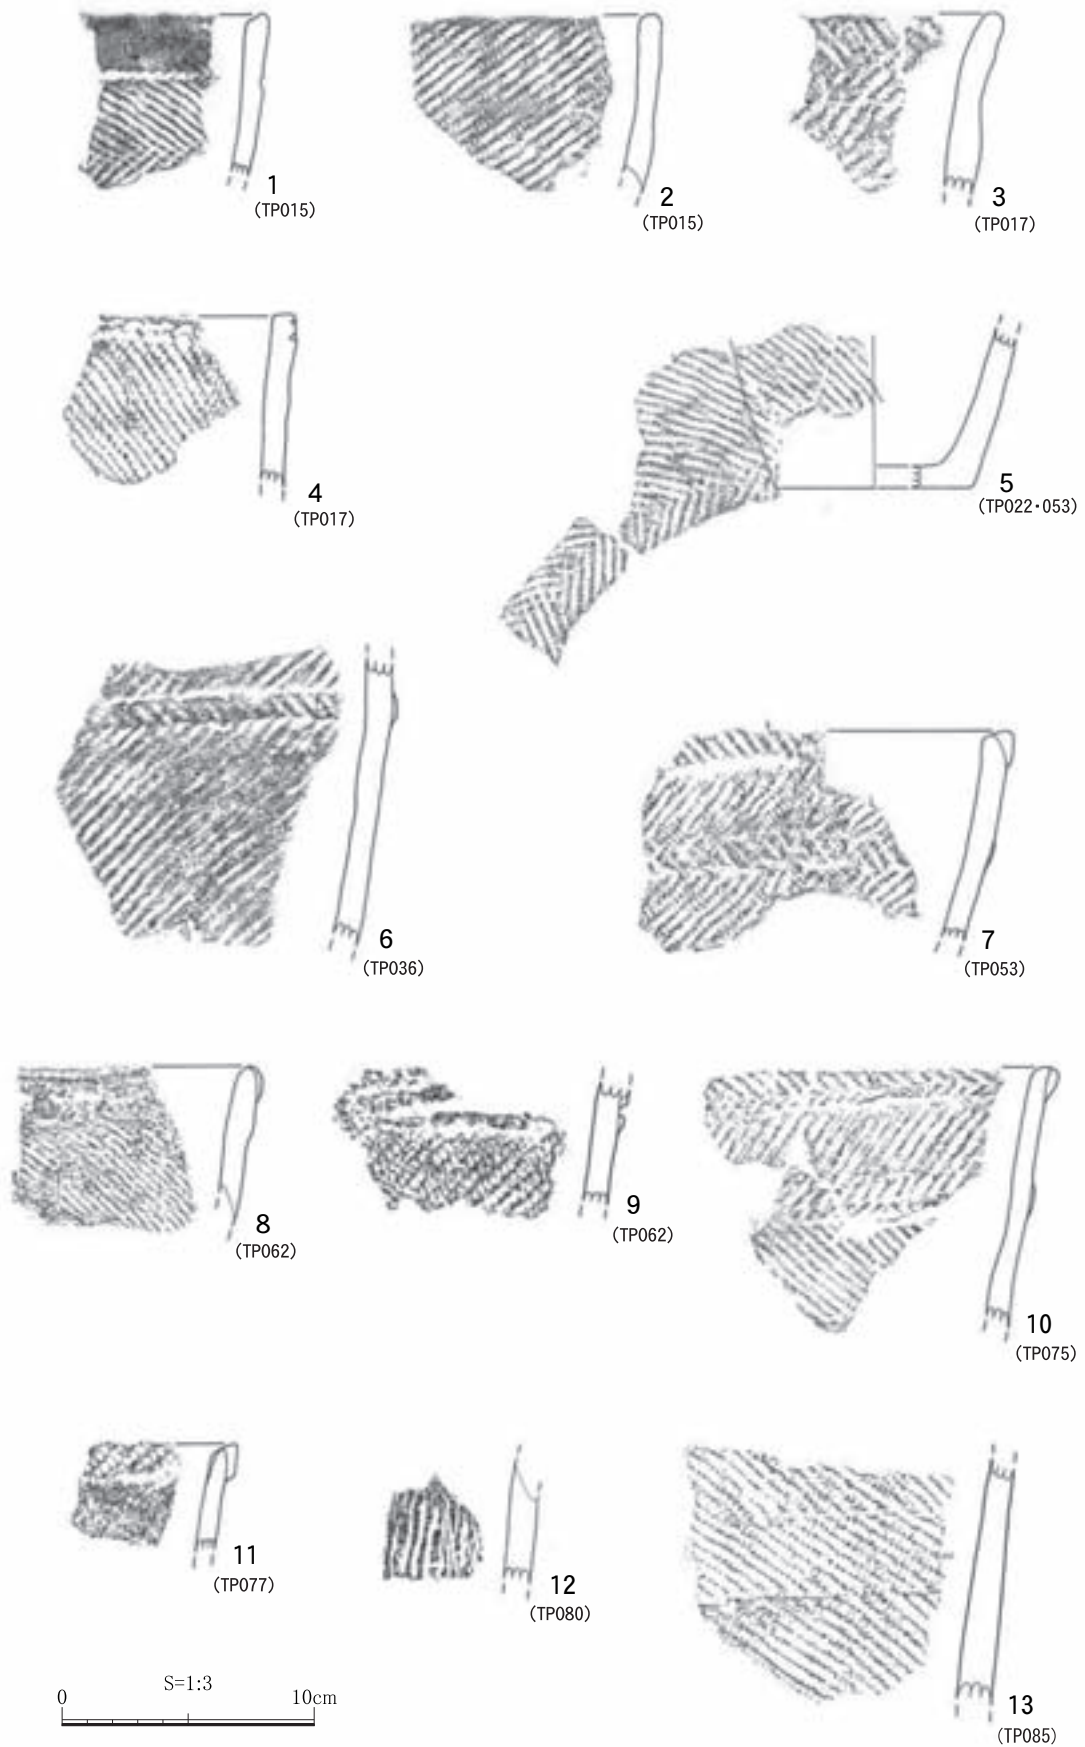 1
(TP015)
2
(TP015)
3
(TP017)
4
(TP017)
5
(TP022・053)
6
(TP036)
7
(TP053)
8
(TP062)
9
(TP062)
10
(TP075)
11
(TP077)
12
(TP080)
13
(TP085)
S=1:3
0 10cm